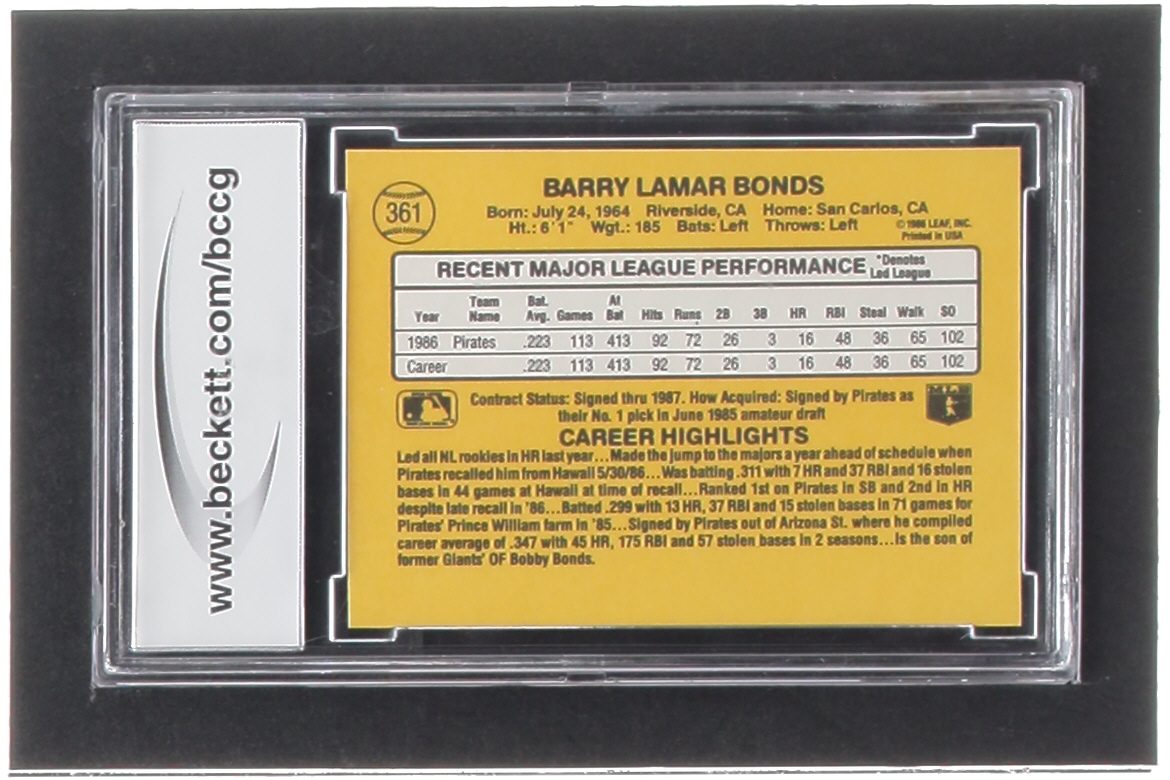 www.beckett.com/bccg
361
BARRY LAMAR BONDS
Born: July 24, 1964 Riverside, CA Home: San Carlos, CA
Ht.: 6'1" Wgt.: 185 Bats: Left Throws: Left
©1986 LEAF, INC.
Printed in USA
RECENT MAJOR LEAGUE PERFORMANCE *Denotes Led League
Year Team Name Bat. Avg. Games At Bat Hits Runs 2B 3B HR RBI Steal Walk SO
1986 Pirates .223 113 413 92 72 26 3 16 48 36 65 102
Career .223 113 413 92 72 26 3 16 48 36 65 102
Contract Status: Signed thru 1987. How Acquired: Signed by Pirates as
their No. 1 pick in June 1985 amateur draft
CAREER HIGHLIGHTS
Led all NL rookies in HR last year...Made the jump to the majors a year ahead of schedule when
Pirates recalled him from Hawaii 5/30/86...Was batting .311 with 7 HR and 37 RBI and 16 stolen
bases in 44 games at Hawaii at time of recall...Ranked 1st on Pirates in SB and 2nd in HR
despite late recall in '86...Batted .299 with 13 HR, 37 RBI and 15 stolen bases in 71 games for
Pirates' Prince William farm in '85...Signed by Pirates out of Arizona St. where he compiled
career average of .347 with 45 HR, 175 RBI and 57 stolen bases in 2 seasons...Is the son of
former Giants' OF Bobby Bonds.